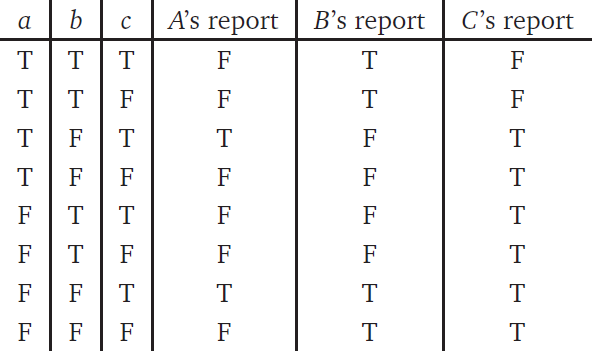 a b c A’s report B’s report C’s report
T T T F T F
T T F F T F
T F T T F T
T F F F F T
F T T F F T
F T F F F T
F F T T T T
F F F F T T